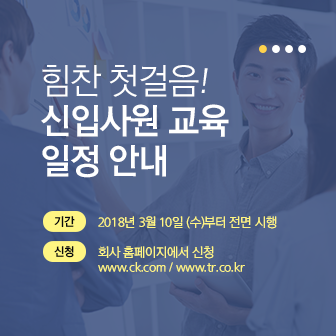 힘찬 첫걸음!
신입사원 교육
일정 안내
기간 2018년 3월 10일 (수)부터 전면 시행
신청 회사 홈페이지에서 신청
www.ck.com / www.tr.co.kr